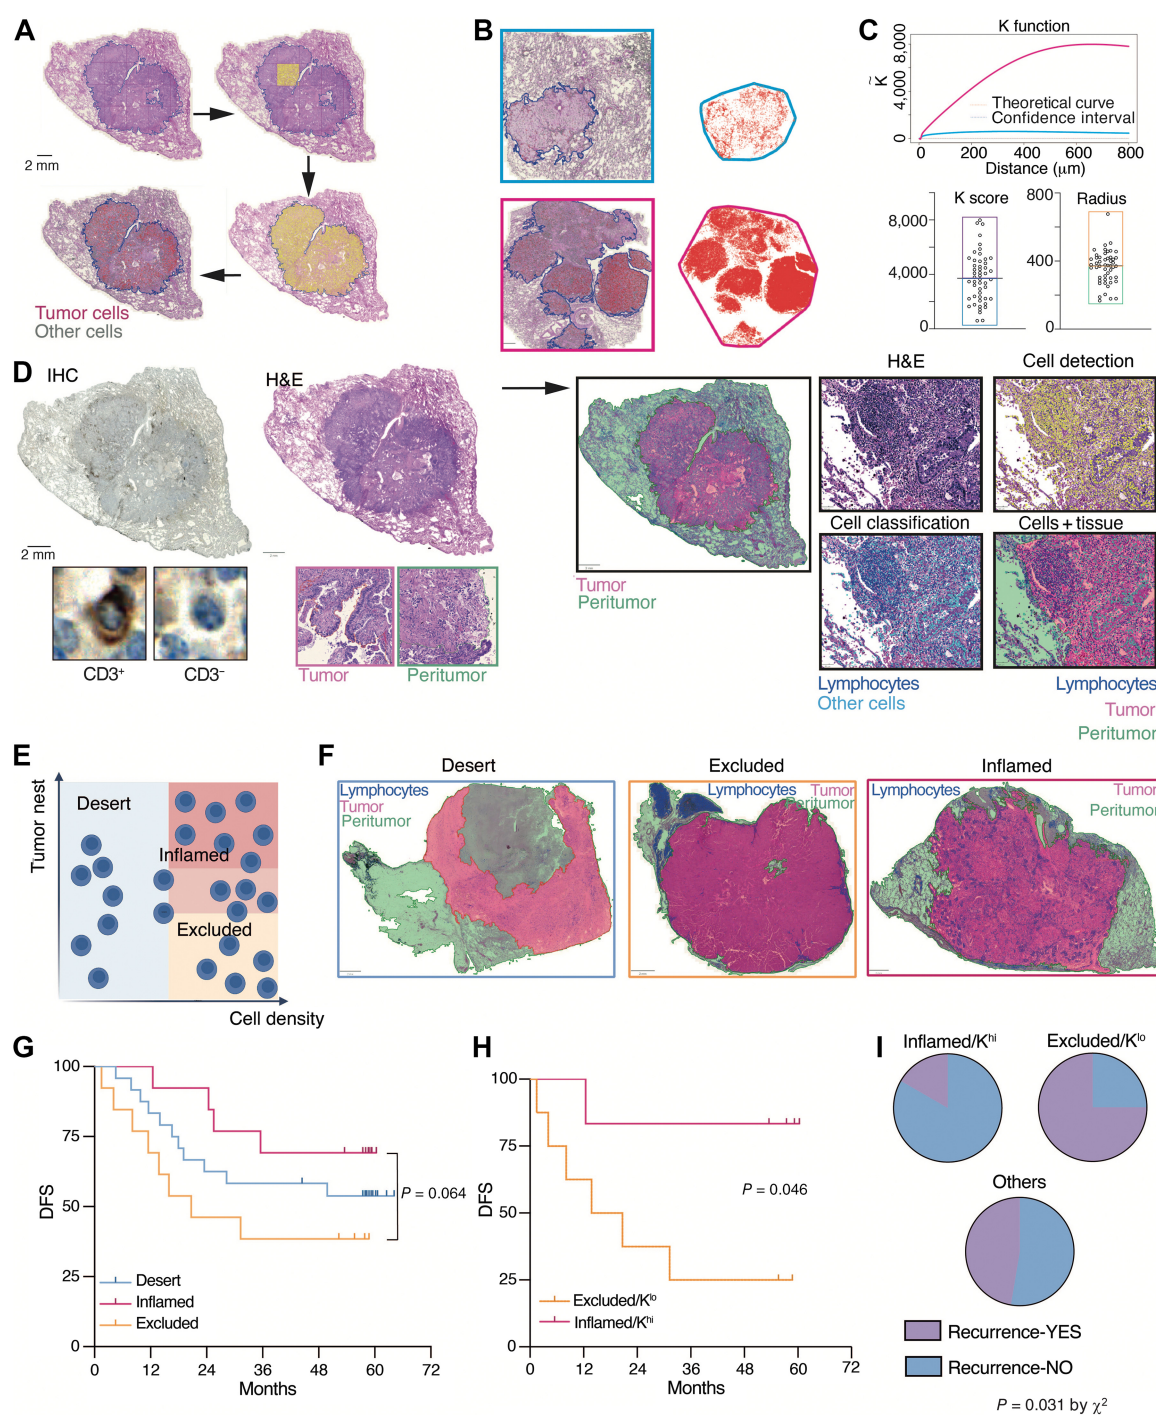 A
2 mm
Tumor cells
Other cells
B
C
K function
K̃
8,000
4,000
0
Theoretical curve
Confidence interval
0 200 400 600 800
Distance (μm)
K score
8,000
4,000
0
Radius
800
400
0
D
IHC
H&E
2 mm
CD3+
CD3−
Tumor
Peritumor
Tumor
Peritumor
H&E
Cell detection
Cell classification
Cells + tissue
Lymphocytes
Other cells
Lymphocytes
Tumor
Peritumor
E
Tumor nest
Desert
Inflamed
Excluded
Cell density
F
Desert
Lymphocytes
Tumor
Peritumor
Excluded
Lymphocytes
Tumor
Peritumor
Inflamed
Lymphocytes
Tumor
Peritumor
G
DFS
100
75
50
25
0
P = 0.064
Desert
Inflamed
Excluded
0 12 24 36 48 60 72
Months
H
DFS
100
75
50
25
0
P = 0.046
Excluded/Klo
Inflamed/Khi
0 12 24 36 48 60 72
Months
I
Inflamed/Khi
Excluded/Klo
Others
Recurrence-YES
Recurrence-NO
P = 0.031 by χ2